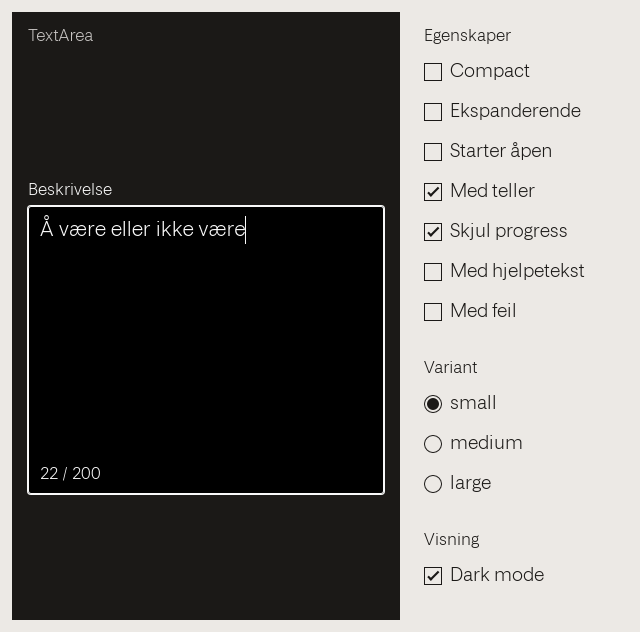 TextArea
Beskrivelse
Å være eller ikke være
22 / 200
Egenskaper
Compact
Ekspanderende
Starter åpen
Med teller
Skjul progress
Med hjelpetekst
Med feil
Variant
small
medium
large
Visning
Dark mode